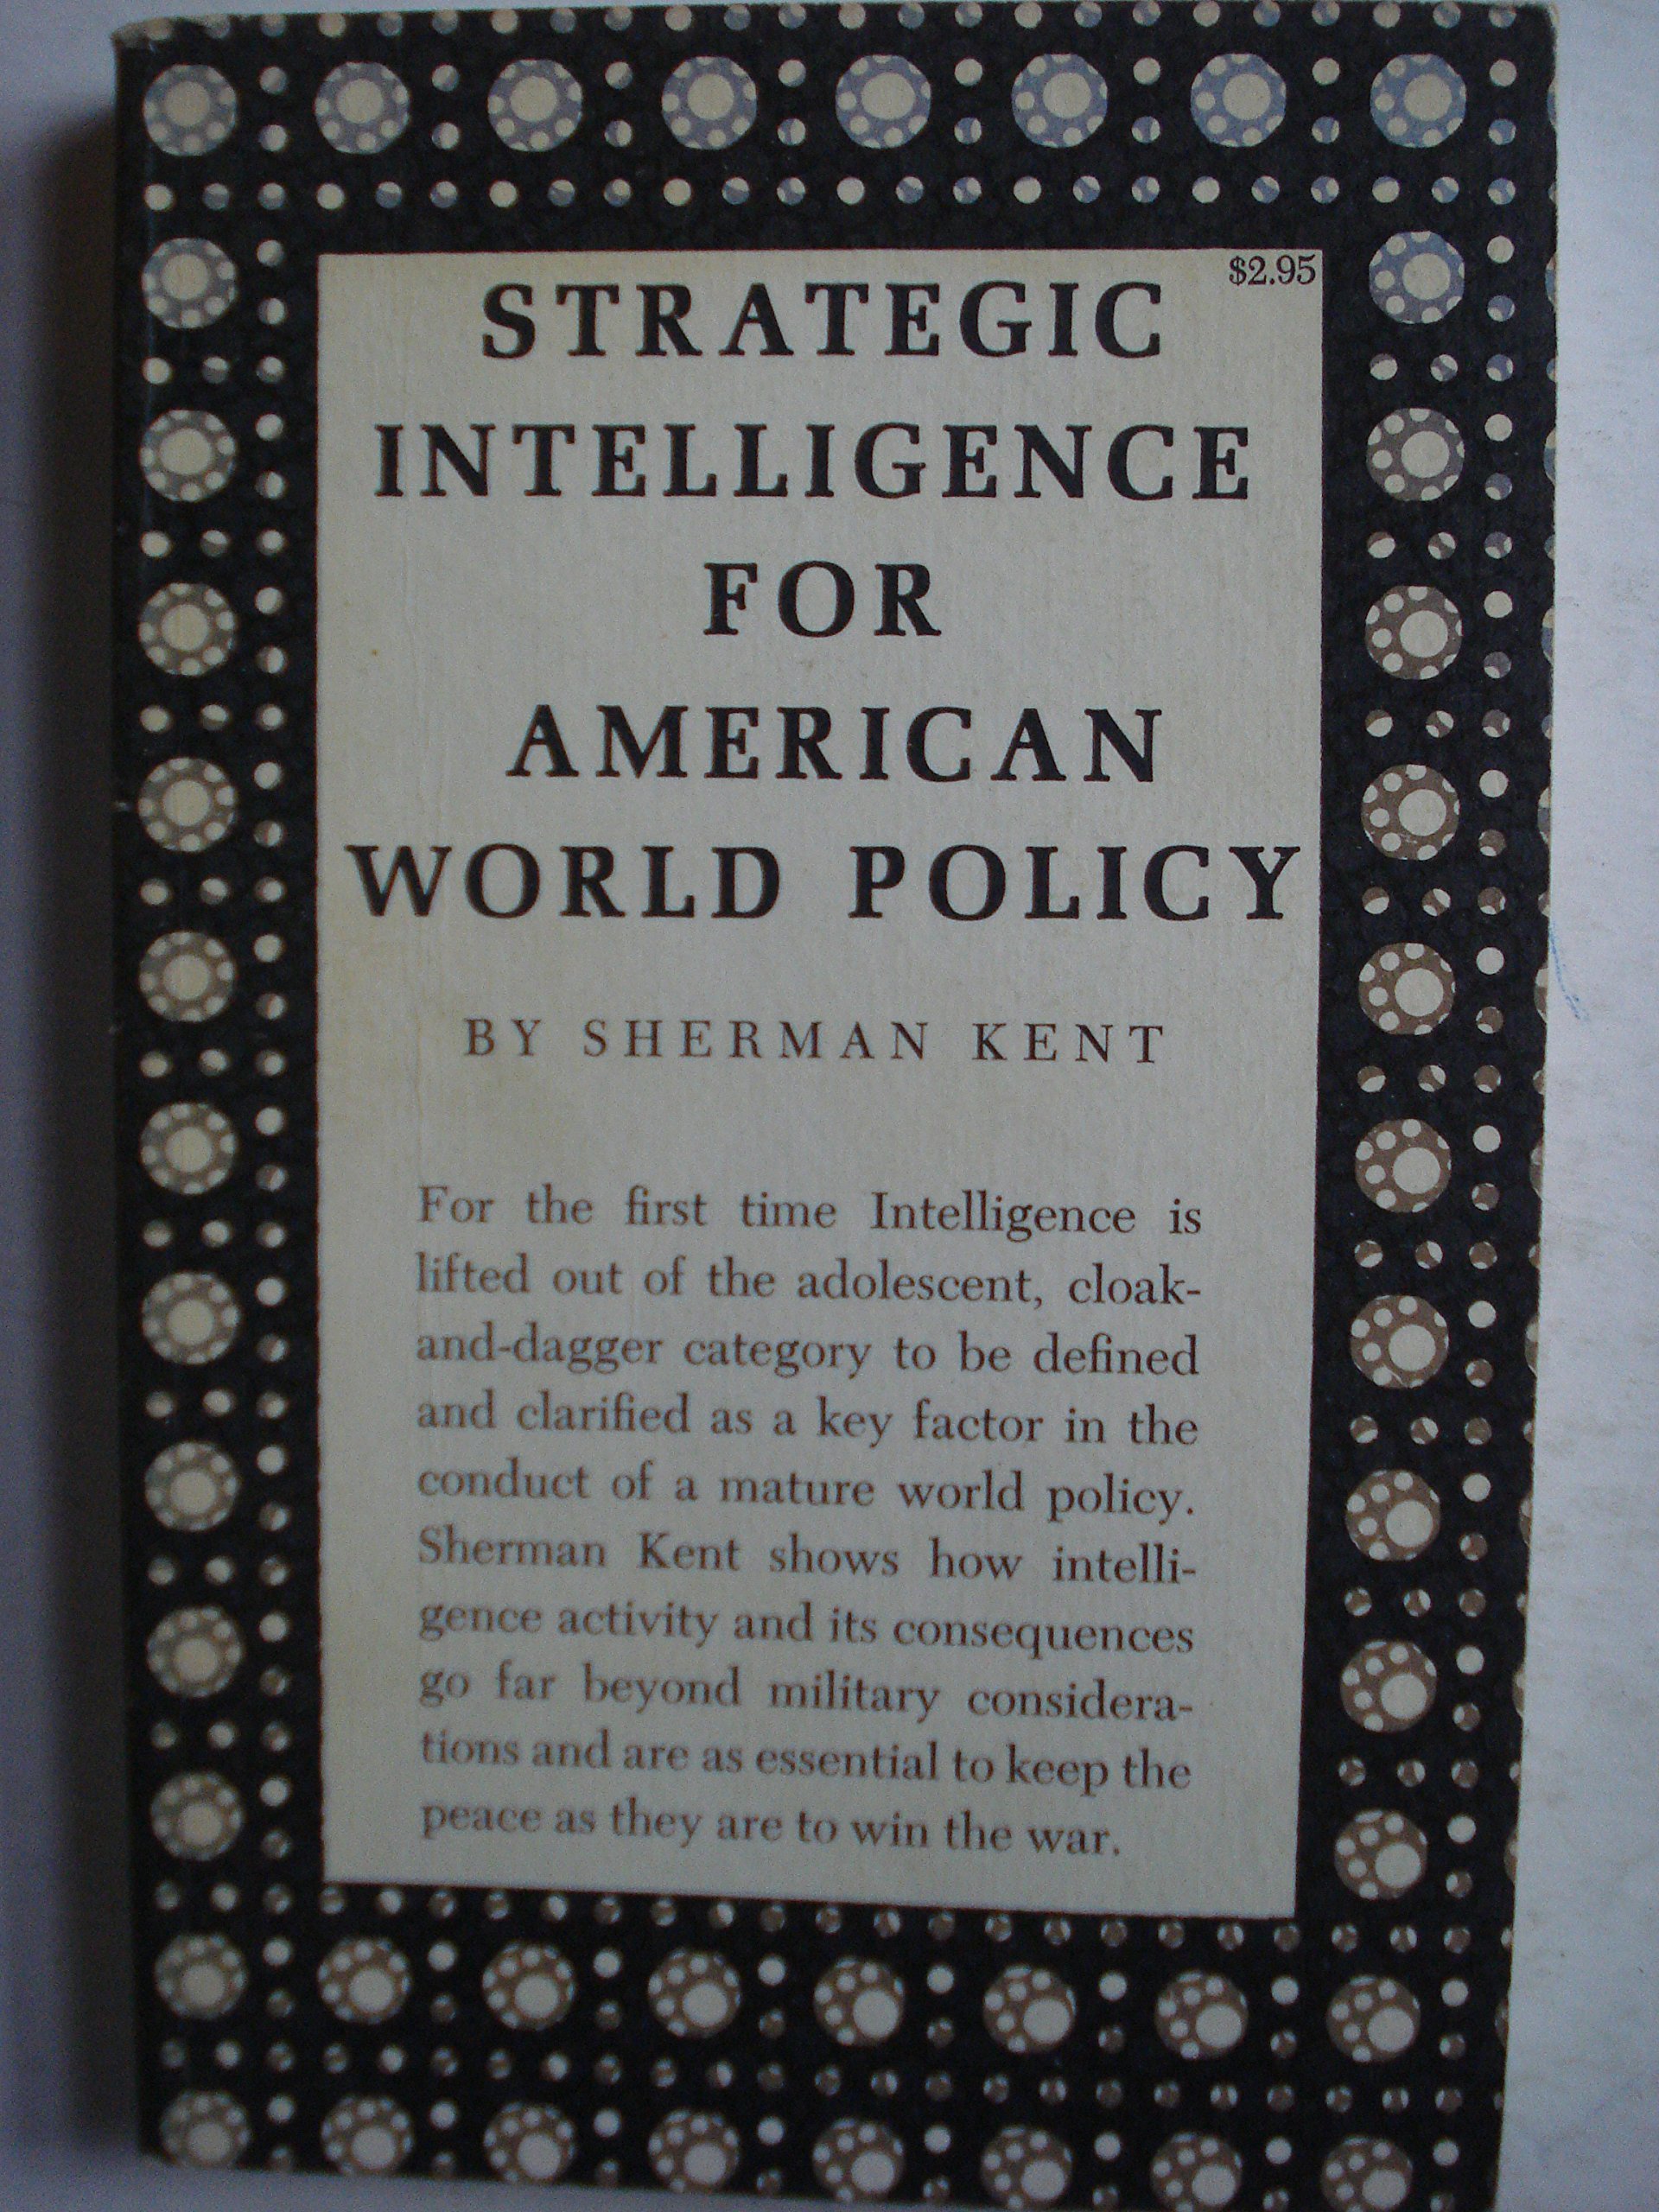 $2.95
STRATEGIC
INTELLIGENCE
FOR
AMERICAN
WORLD POLICY
BY SHERMAN KENT
For the first time Intelligence is
lifted out of the adolescent, cloak-
and-dagger category to be defined
and clarified as a key factor in the
conduct of a mature world policy.
Sherman Kent shows how intelli-
gence activity and its consequences
go far beyond military considera-
tions and are as essential to keep the
peace as they are to win the war.